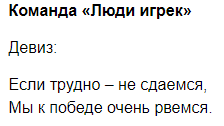 Команда «Люди игрек»
Девиз:
Если трудно – не сдаемся,
Мы к победе очень рвемся.